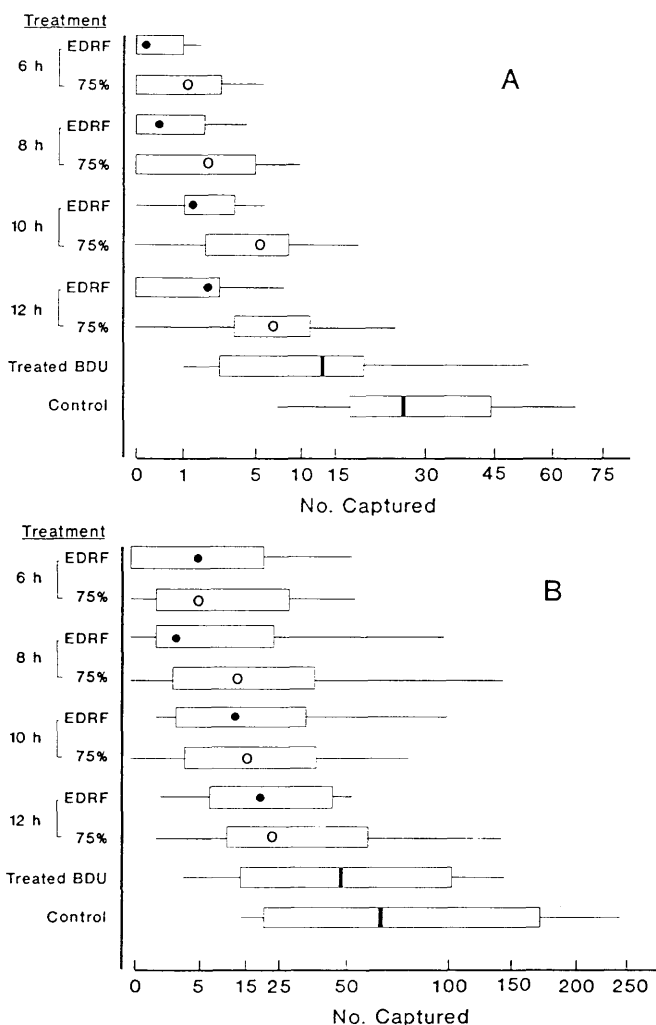 Treatment
EDRF
6 h
75%
A
EDRF
8 h
75%
EDRF
10 h
75%
EDRF
12 h
75%
Treated BDU
Control
0 1 5 10 15 30 45 60 75
No. Captured
Treatment
EDRF
6 h
75%
B
EDRF
8 h
75%
EDRF
10 h
75%
EDRF
12 h
75%
Treated BDU
Control
0 5 15 25 50 100 150 200 250
No. Captured